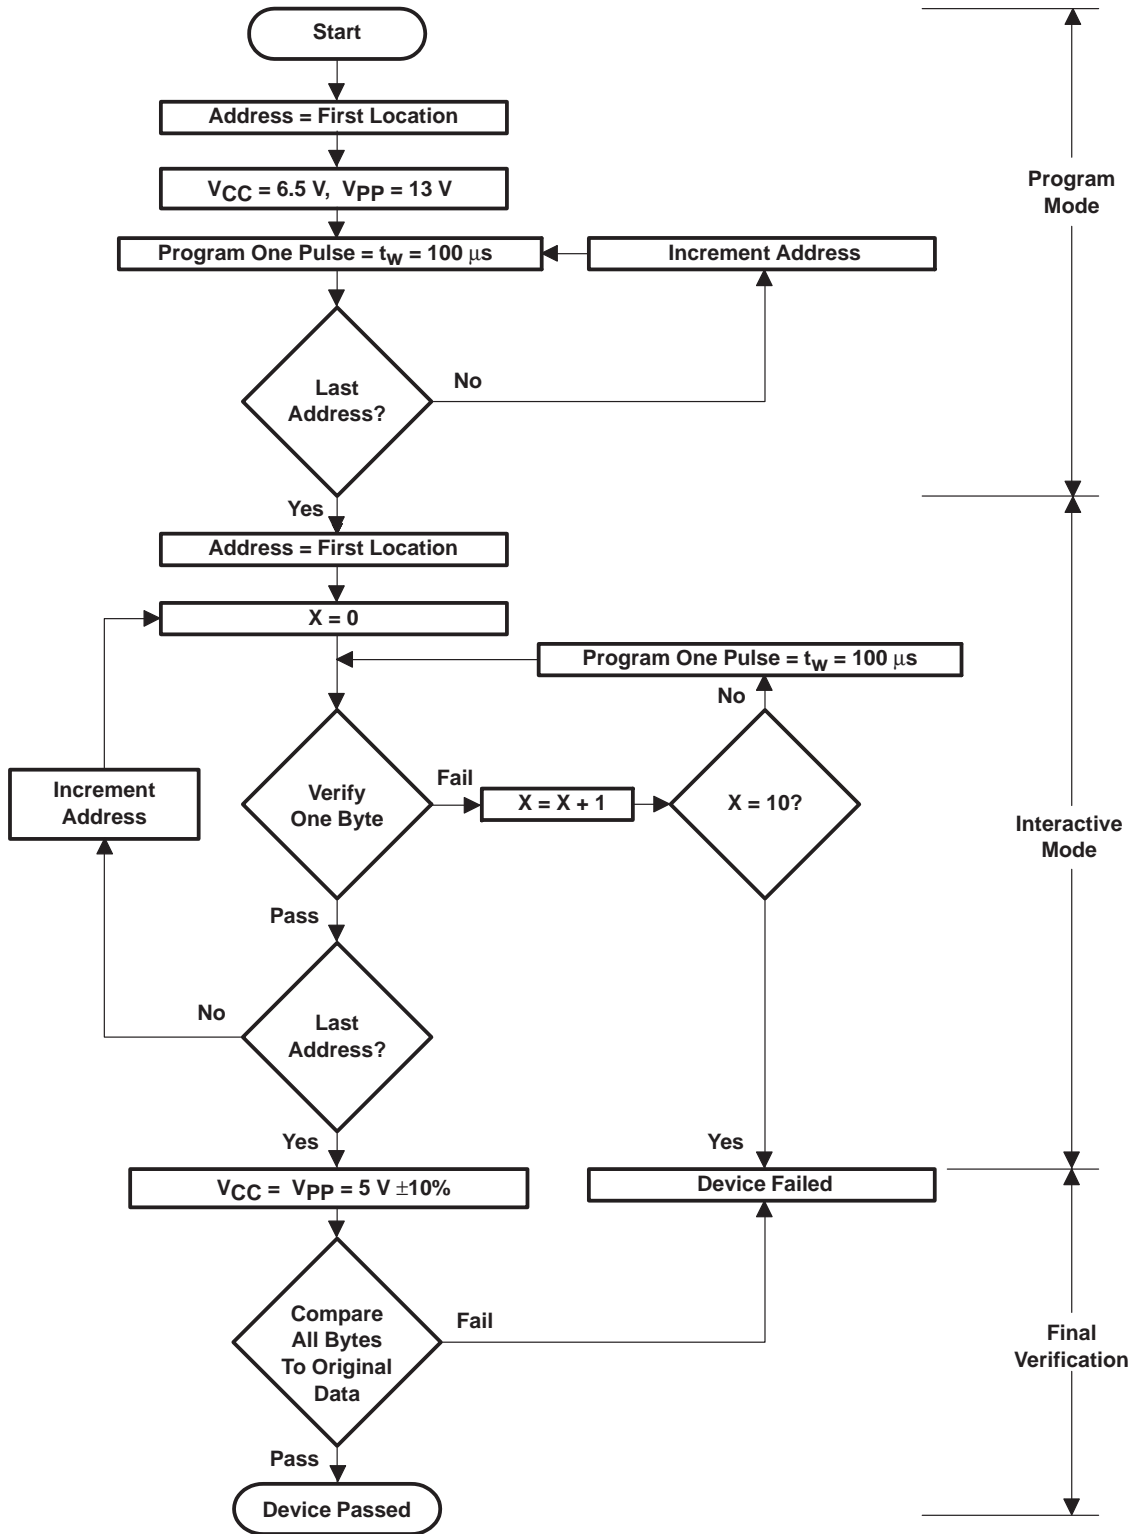 Start
Address = First Location
VCC = 6.5 V, VPP = 13 V
Program
Mode
Program One Pulse = tw = 100 µs
Increment Address
Last
Address?
No
Yes
Address = First Location
X = 0
Program One Pulse = tw = 100 µs
No
Increment
Address
Verify
One Byte
Fail
X = X + 1
X = 10?
Interactive
Mode
Pass
No
Last
Address?
Yes
Yes
VCC = VPP = 5 V ±10%
Device Failed
Compare
All Bytes
To Original
Data
Fail
Final
Verification
Pass
Device Passed